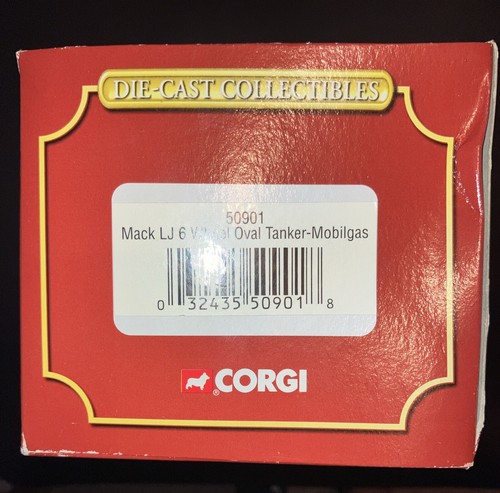 DIE-CAST COLLECTIBLES
50901
Mack LJ 6 Oval Tanker-Mobilgas
0 32435 50901 8
® CORGI